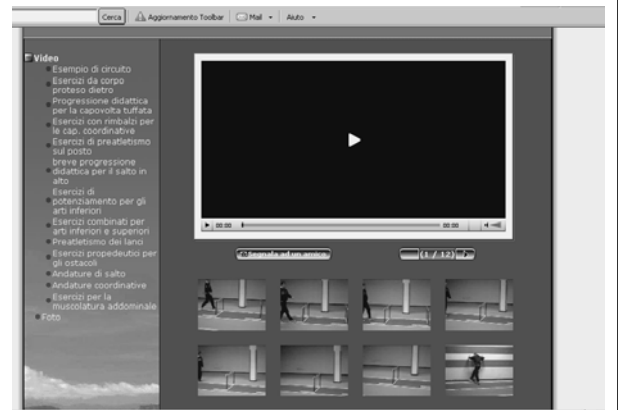 Cerca Aggiornamento Toolbar Mail Aiuto
Video
Esempio di circuito
Esercizi da corpo
proteso dietro
Progressione didattica
per la capovolta tuffata
Esercizi con rimbalzi per
le cap. coordinative
Esercizi di preatletismo
sul posto
breve progressione
didattica per il salto in
alto
Esercizi di
potenziamento per gli
arti inferiori
Esercizi combinati per
arti inferiori e superiori
Preatletismo dei lanci
Esercizi propedeutici per
gli ostacoli
Andature di salto
Andature coordinative
Esercizi per la
muscolatura addominale
Foto
00:00 00:00
Segnala ad un amico (1 / 12)